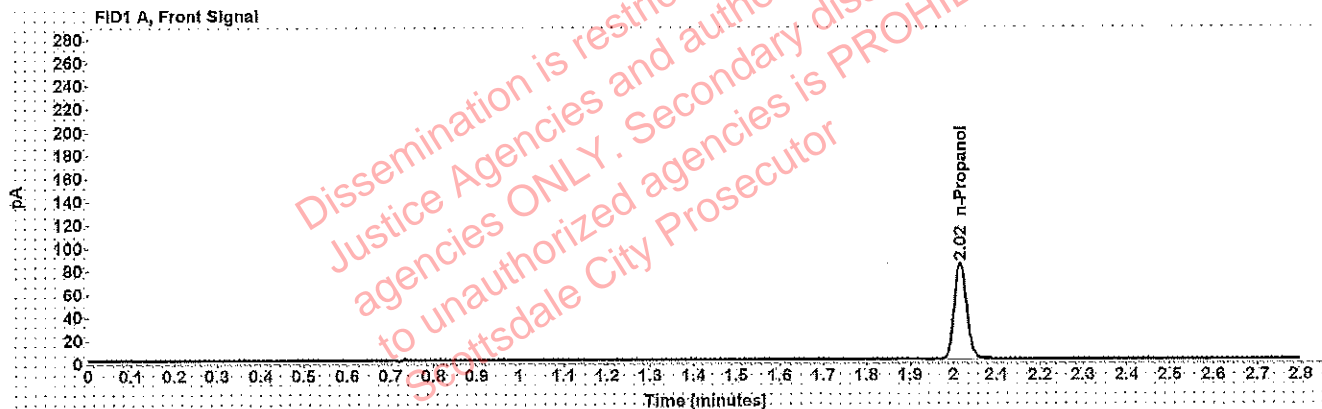 FID1 A, Front Signal
280
260
240
220
200
180
160
140
120
100
80
60
40
20
0
pA
2.02 n-Propanol
0 0.1 0.2 0.3 0.4 0.5 0.6 0.7 0.8 0.9 1 1.1 1.2 1.3 1.4 1.5 1.6 1.7 1.8 1.9 2 2.1 2.2 2.3 2.4 2.5 2.6 2.7 2.8
Time [minutes]
Dissemination is
Justice Agencies and
agencies ONLY. Secondary
to unauthorized agencies is
Scottsdale City Prosecutor